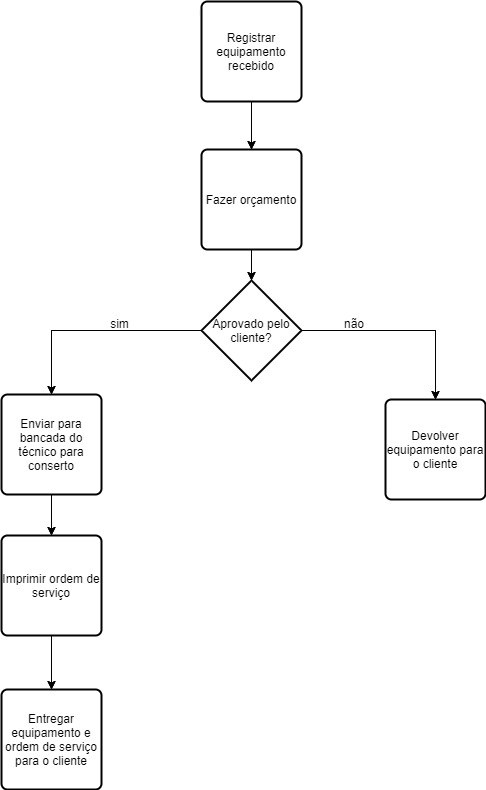 Registrar
equipamento
recebido
Fazer orçamento
Aprovado pelo
cliente?
sim
não
Enviar para
bancada do
técnico para
conserto
Devolver
equipamento para
o cliente
Imprimir ordem de
serviço
Entregar
equipamento e
ordem de serviço
para o cliente